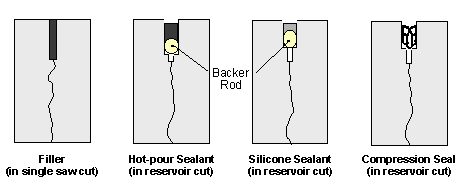 Backer
Rod
Filler
(in single saw cut)
Hot-pour Sealant
(in reservoir cut)
Silicone Sealant
(in reservoir cut)
Compression Seal
(in reservoir cut)